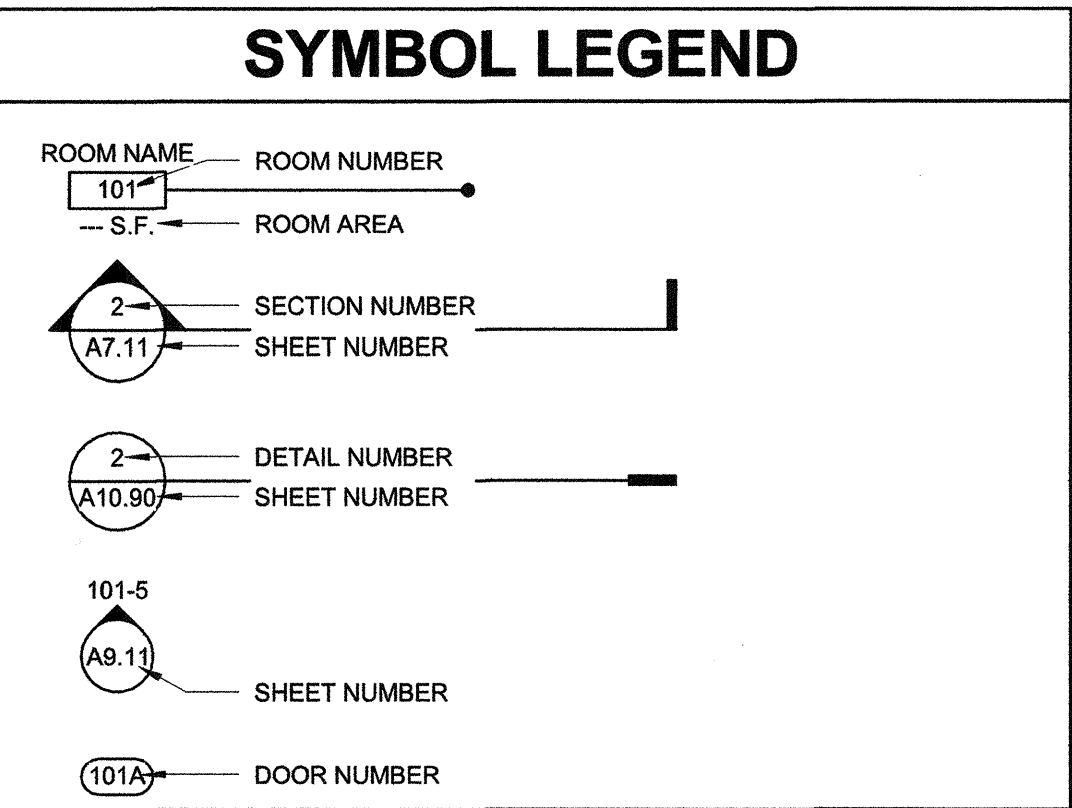 SYMBOL LEGEND
ROOM NAME
ROOM NUMBER
101
--- S.F.
ROOM AREA
2
SECTION NUMBER
A7.11
SHEET NUMBER
2
DETAIL NUMBER
A10.90
SHEET NUMBER
101-5
A9.11
SHEET NUMBER
101A
DOOR NUMBER